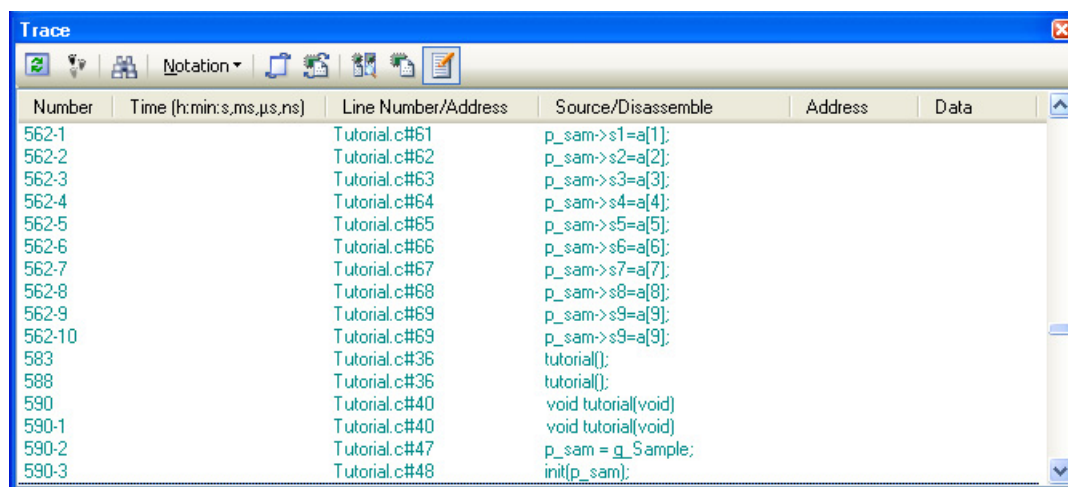 Trace
Notation
Number Time (h:min:s,ms,µs,ns) Line Number/Address Source/Disassemble Address Data
562-1 Tutorial.c#61 p_sam->s1=a[1];
562-2 Tutorial.c#62 p_sam->s2=a[2];
562-3 Tutorial.c#63 p_sam->s3=a[3];
562-4 Tutorial.c#64 p_sam->s4=a[4];
562-5 Tutorial.c#65 p_sam->s5=a[5];
562-6 Tutorial.c#66 p_sam->s6=a[6];
562-7 Tutorial.c#67 p_sam->s7=a[7];
562-8 Tutorial.c#68 p_sam->s8=a[8];
562-9 Tutorial.c#69 p_sam->s9=a[9];
562-10 Tutorial.c#69 p_sam->s9=a[9];
583 Tutorial.c#36 tutorial();
588 Tutorial.c#36 tutorial();
590 Tutorial.c#40 void tutorial(void)
590-1 Tutorial.c#40 void tutorial(void)
590-2 Tutorial.c#47 p_sam = g_Sample;
590-3 Tutorial.c#48 init(p_sam);